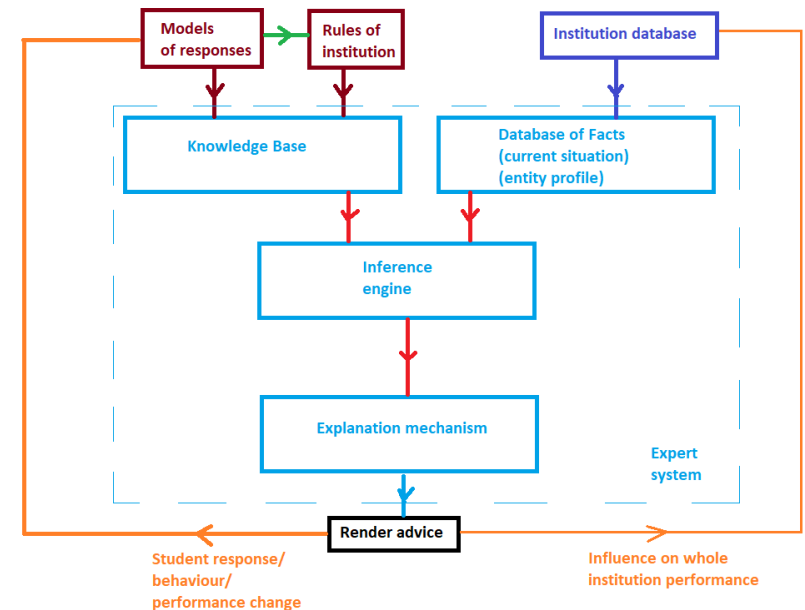 Models
of responses
Rules of
institution
Institution database
Knowledge Base
Database of Facts
(current situation)
(entity profile)
Inference
engine
Explanation mechanism
Expert
system
Render advice
Student response/
behaviour/
performance change
Influence on whole
institution performance